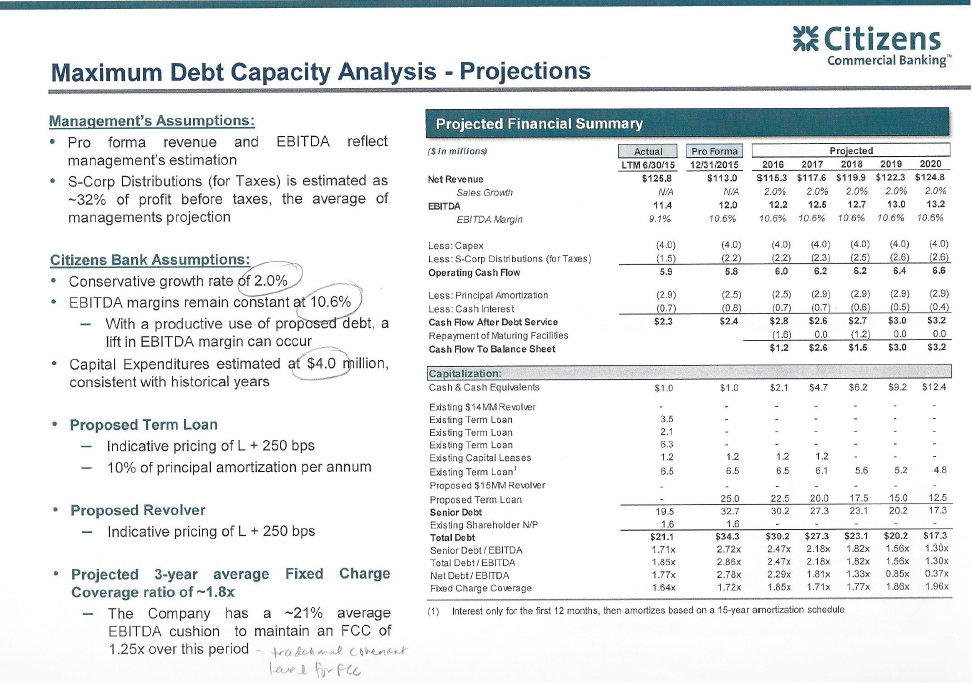 Citizens
Commercial Banking™
Maximum Debt Capacity Analysis - Projections
Management's Assumptions:
• Pro forma revenue and EBITDA reflect
management's estimation
• S-Corp Distributions (for Taxes) is estimated as
~32% of profit before taxes, the average of
managements projection
Citizens Bank Assumptions:
• Conservative growth rate of 2.0%
• EBITDA margins remain constant at 10.6%
– With a productive use of proposed debt, a
lift in EBITDA margin can occur
• Capital Expenditures estimated at $4.0 million,
consistent with historical years
• Proposed Term Loan
– Indicative pricing of L + 250 bps
– 10% of principal amortization per annum
• Proposed Revolver
– Indicative pricing of L + 250 bps
• Projected 3-year average Fixed Charge
Coverage ratio of ~1.8x
– The Company has a ~21% average
EBITDA cushion to maintain an FCC of
1.25x over this period - traditional covenant
level for FCC
Projected Financial Summary
($ in millions) Actual Pro Forma Projected
LTM 6/30/15 12/31/2015 2016 2017 2018 2019 2020
Net Revenue $125.8 $113.0 $115.3 $117.6 $119.9 $122.3 $124.8
Sales Growth N/A N/A 2.0% 2.0% 2.0% 2.0% 2.0%
EBITDA 11.4 12.0 12.2 12.5 12.7 13.0 13.2
EBITDA Margin 9.1% 10.6% 10.6% 10.6% 10.6% 10.6% 10.6%
Less: Capex (4.0) (4.0) (4.0) (4.0) (4.0) (4.0) (4.0)
Less: S-Corp Distributions (for Taxes) (1.5) (2.2) (2.2) (2.3) (2.5) (2.6) (2.6)
Operating Cash Flow 5.9 5.8 6.0 6.2 6.2 6.4 6.6
Less: Principal Amortization (2.9) (2.5) (2.5) (2.9) (2.9) (2.9) (2.9)
Less: Cash Interest (0.7) (0.8) (0.7) (0.7) (0.6) (0.5) (0.4)
Cash Flow After Debt Service $2.3 $2.4 $2.8 $2.6 $2.7 $3.0 $3.2
Repayment of Maturing Facilities (1.6) 0.0 (1.2) 0.0 0.0
Cash Flow To Balance Sheet $1.2 $2.6 $1.5 $3.0 $3.2
Capitalization:
Cash & Cash Equivalents $1.0 $1.0 $2.1 $4.7 $6.2 $9.2 $12.4
Existing $14MM Revolver - - - - - - -
Existing Term Loan 3.5 - - - - - -
Existing Term Loan 2.1 - - - - - -
Existing Term Loan 6.3 - - - - - -
Existing Capital Leases 1.2 1.2 1.2 1.2 - - -
Existing Term Loan¹ 6.5 6.5 6.5 6.1 5.6 5.2 4.8
Proposed $15MM Revolver - - - - - - -
Proposed Term Loan - 25.0 22.5 20.0 17.5 15.0 12.5
Senior Debt 19.5 32.7 30.2 27.3 23.1 20.2 17.3
Existing Shareholder N/P 1.6 1.6 - - - - -
Total Debt $21.1 $34.3 $30.2 $27.3 $23.1 $20.2 $17.3
Senior Debt / EBITDA 1.71x 2.72x 2.47x 2.18x 1.82x 1.56x 1.30x
Total Debt / EBITDA 1.85x 2.86x 2.47x 2.18x 1.82x 1.56x 1.30x
Net Debt / EBITDA 1.77x 2.78x 2.29x 1.81x 1.33x 0.85x 0.37x
Fixed Charge Coverage 1.64x 1.72x 1.85x 1.71x 1.77x 1.86x 1.96x
(1) Interest only for the first 12 months, then amortizes based on a 15-year amortization schedule